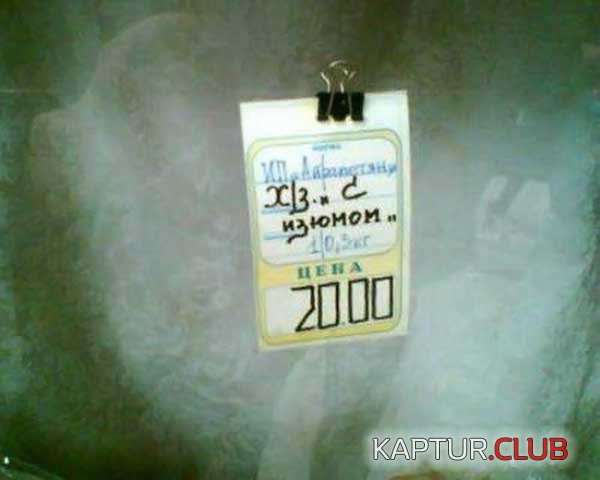 ИП „Айрапетян"
х/з „ с
изюмом"
1/0,3кг
ЦЕНА
20.00
KAPTUR.CLUB